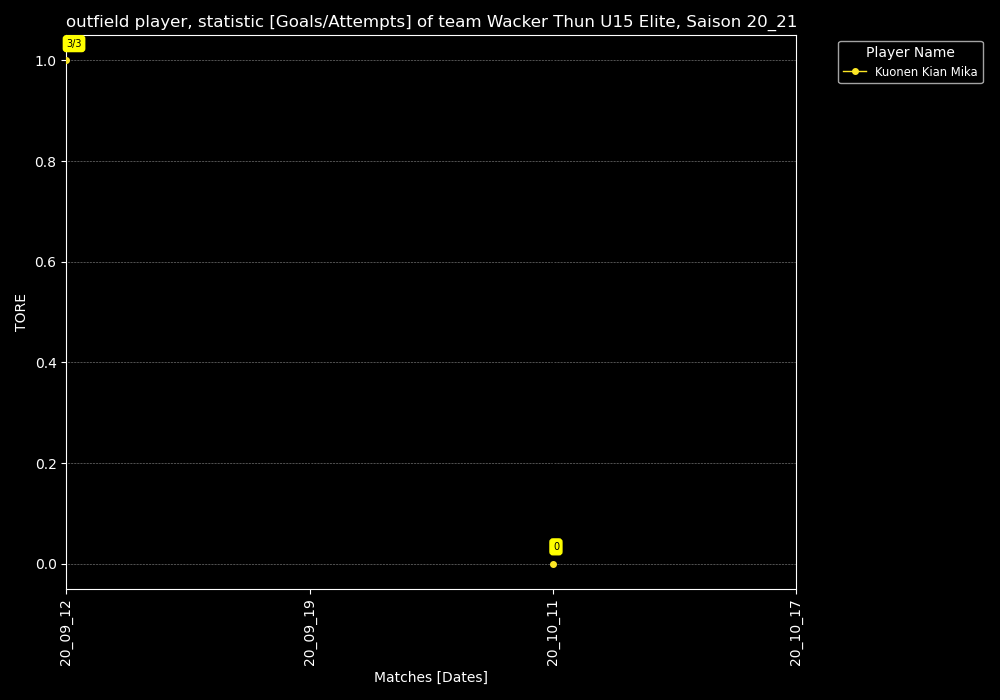 outfield player, statistic [Goals/Attempts] of team Wacker Thun U15 Elite, Saison 20_21
3/3
Player Name
Kuonen Kian Mika
1.0
0.8
0.6
0.4
0.2
0.0
TORE
0
20_09_12
20_09_19
20_10_11
20_10_17
Matches [Dates]